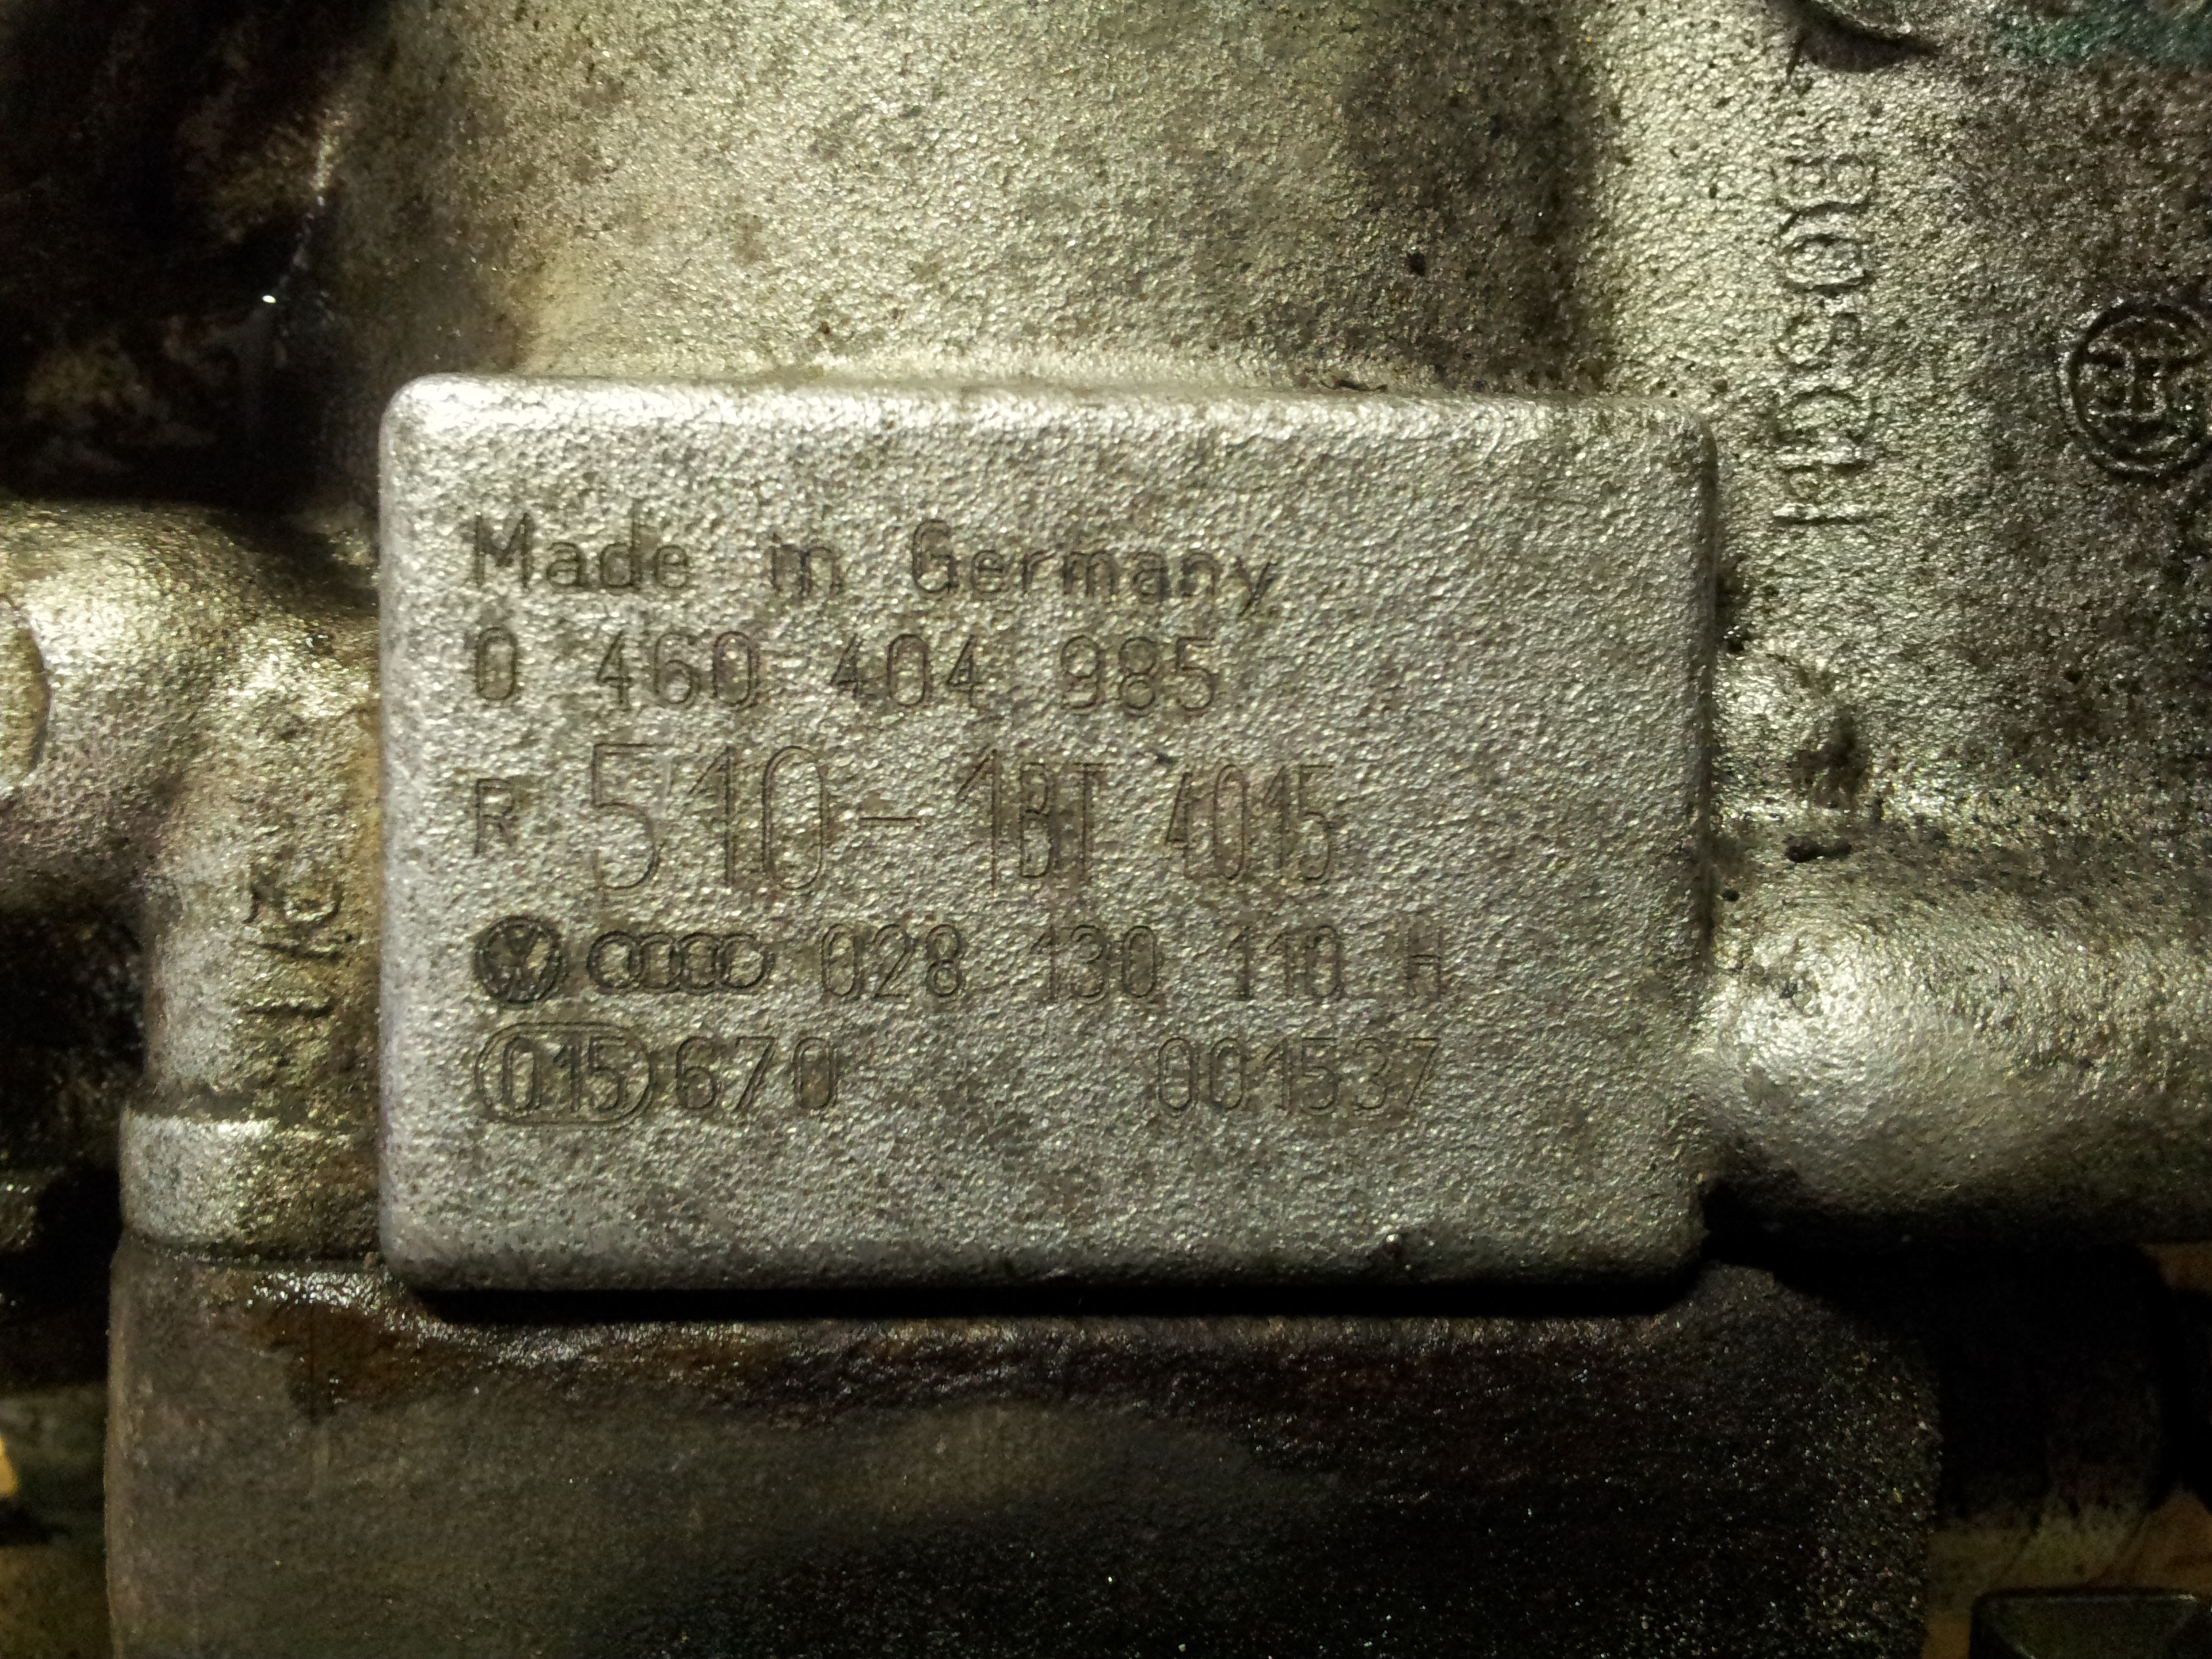 Made in Germany
0 460 404 985
R 510-1BT 4015
028 130 110 H
015 670 001537
BOSCH